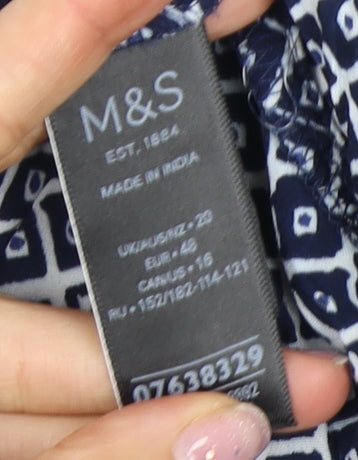 M&S
EST. 1884
MADE IN INDIA
UK/AUS/NZ • 20
EUR • 48
CAN/US • 16
RU • 152/182-114-121
07638329